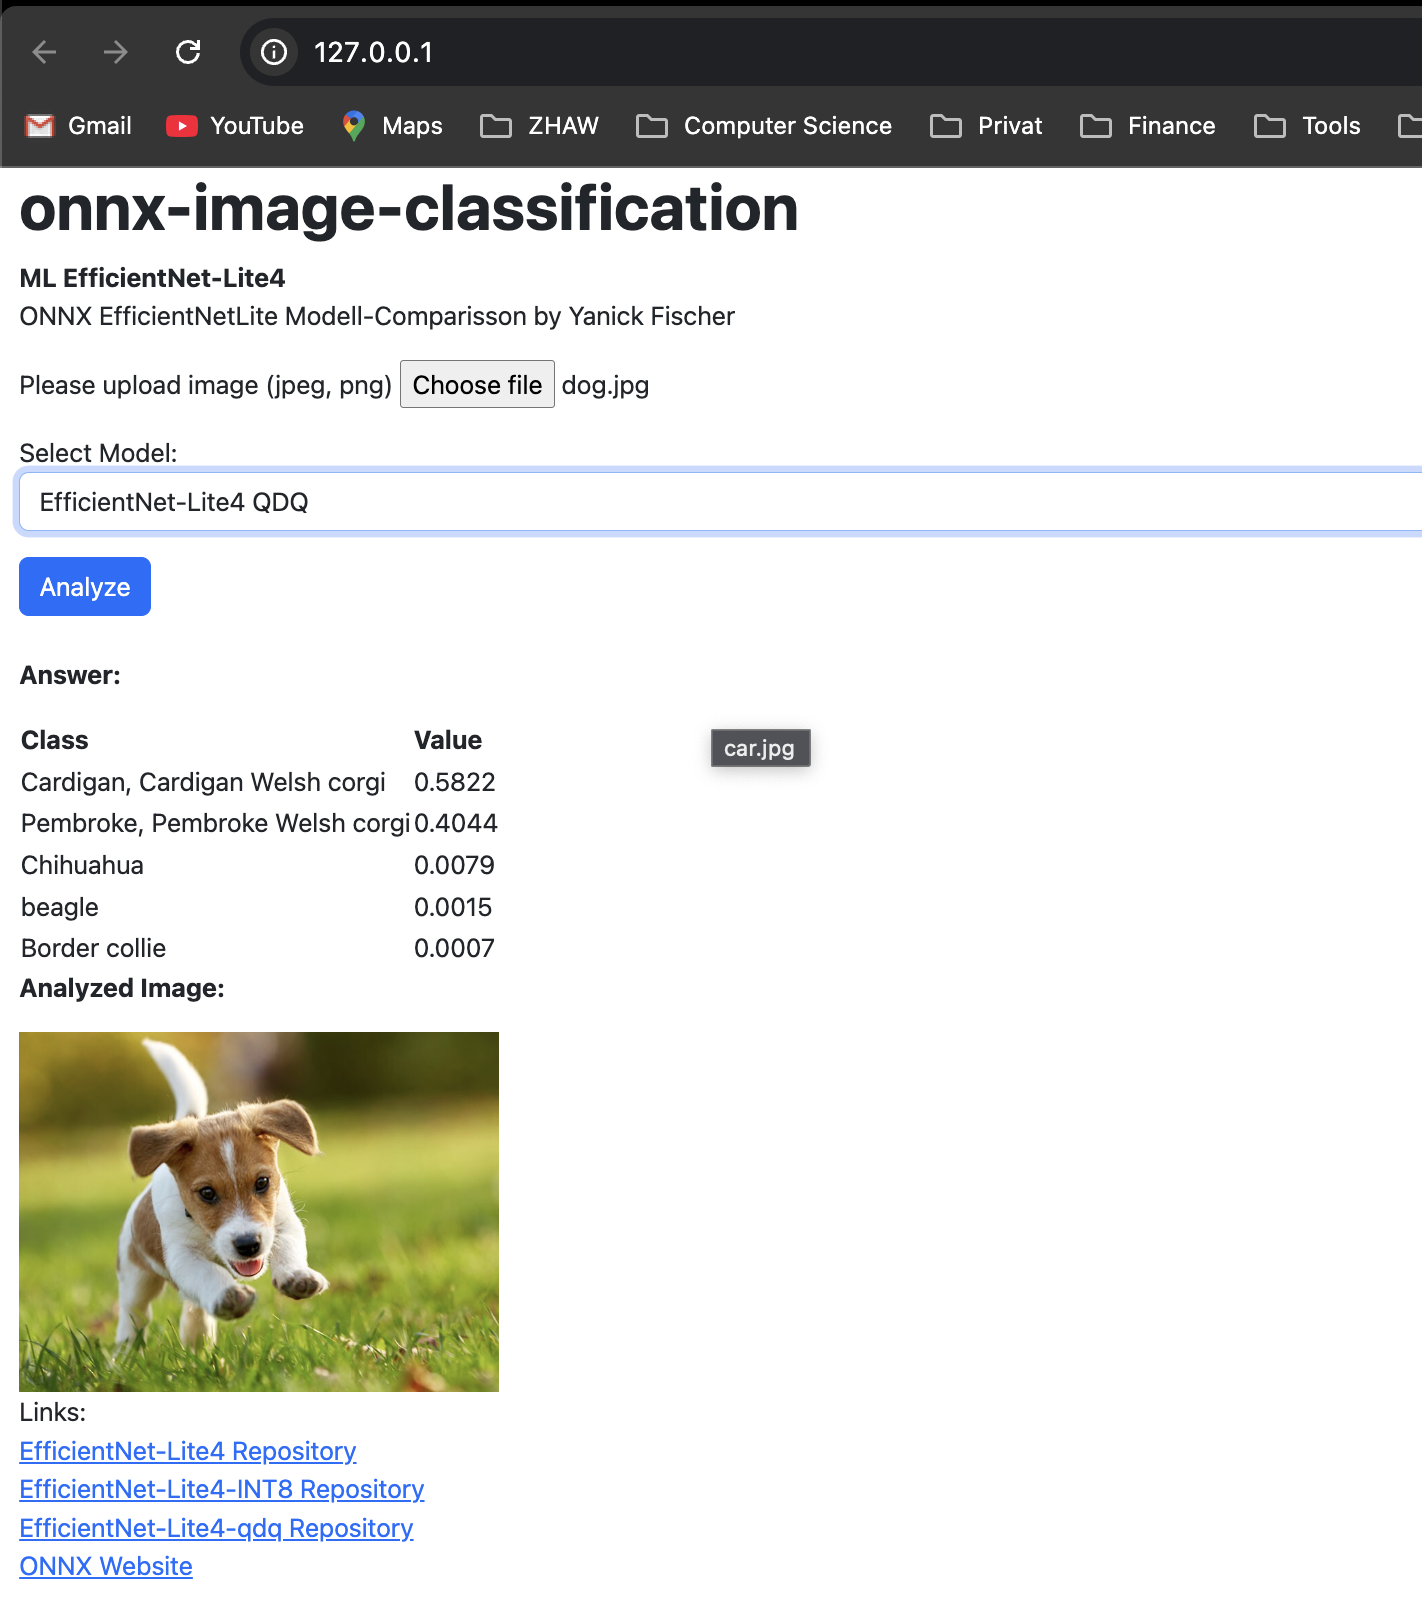 127.0.0.1
Gmail YouTube Maps ZHAW Computer Science Privat Finance Tools
onnx-image-classification
ML EfficientNet-Lite4
ONNX EfficientNetLite Modell-Comparisson by Yanick Fischer
Please upload image (jpeg, png) Choose file dog.jpg
Select Model:
EfficientNet-Lite4 QDQ
Analyze
Answer:
Class Value
car.jpg
Cardigan, Cardigan Welsh corgi 0.5822
Pembroke, Pembroke Welsh corgi 0.4044
Chihuahua 0.0079
beagle 0.0015
Border collie 0.0007
Analyzed Image:
Links:
EfficientNet-Lite4 Repository
EfficientNet-Lite4-INT8 Repository
EfficientNet-Lite4-qdq Repository
ONNX Website